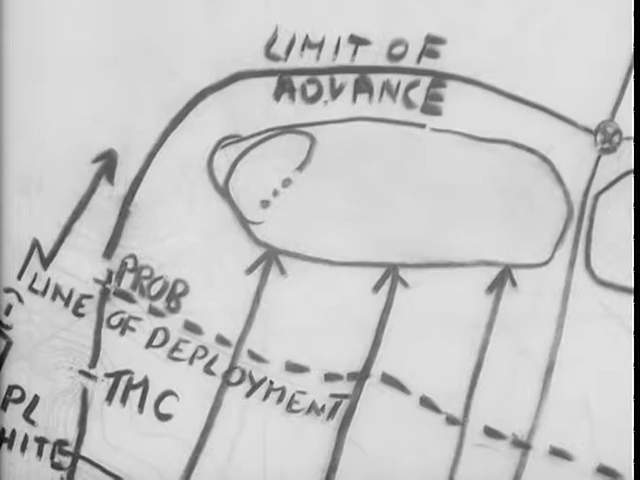 LIMIT OF
ADVANCE
N
PROB
LINE OF DEPLOYMENT
TMC
PL
HITE